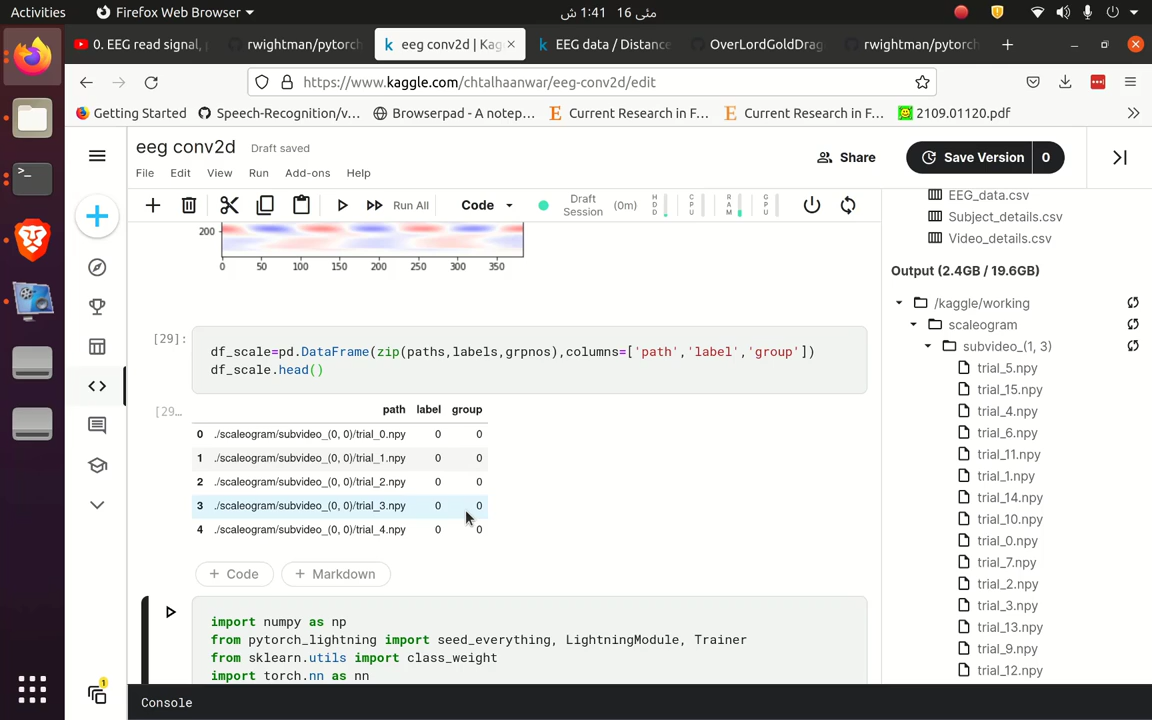 Activities
Firefox Web Browser
مئی 16  1:41 ش
0. EEG read signal,
rwightman/pytorch
eeg conv2d | Kag
EEG data / Distance
OverLordGoldDrag
rwightman/pytorch
https://www.kaggle.com/chtalhaanwar/eeg-conv2d/edit
Getting Started
Speech-Recognition/v...
Browserpad - A notep...
Current Research in F...
Current Research in F...
2109.01120.pdf
eeg conv2d
Draft saved
File Edit View Run Add-ons Help
Share
Save Version 0
Run All
Code
Draft
Session
(0m)
HDD
CPU
RAM
GPU
200
0 50 100 150 200 250 300 350
[29]:
df_scale=pd.DataFrame(zip(paths,labels,grpnos),columns=['path','label','group'])
df_scale.head()
[29...
path label group
0 ./scaleogram/subvideo_(0, 0)/trial_0.npy 0 0
1 ./scaleogram/subvideo_(0, 0)/trial_1.npy 0 0
2 ./scaleogram/subvideo_(0, 0)/trial_2.npy 0 0
3 ./scaleogram/subvideo_(0, 0)/trial_3.npy 0 0
4 ./scaleogram/subvideo_(0, 0)/trial_4.npy 0 0
+ Code
+ Markdown
import numpy as np
from pytorch_lightning import seed_everything, LightningModule, Trainer
from sklearn.utils import class_weight
import torch.nn as nn
1
Console
EEG_data.csv
Subject_details.csv
Video_details.csv
Output (2.4GB / 19.6GB)
/kaggle/working
scaleogram
subvideo_(1, 3)
trial_5.npy
trial_15.npy
trial_4.npy
trial_6.npy
trial_11.npy
trial_1.npy
trial_14.npy
trial_10.npy
trial_0.npy
trial_7.npy
trial_2.npy
trial_3.npy
trial_13.npy
trial_9.npy
trial_12.npy